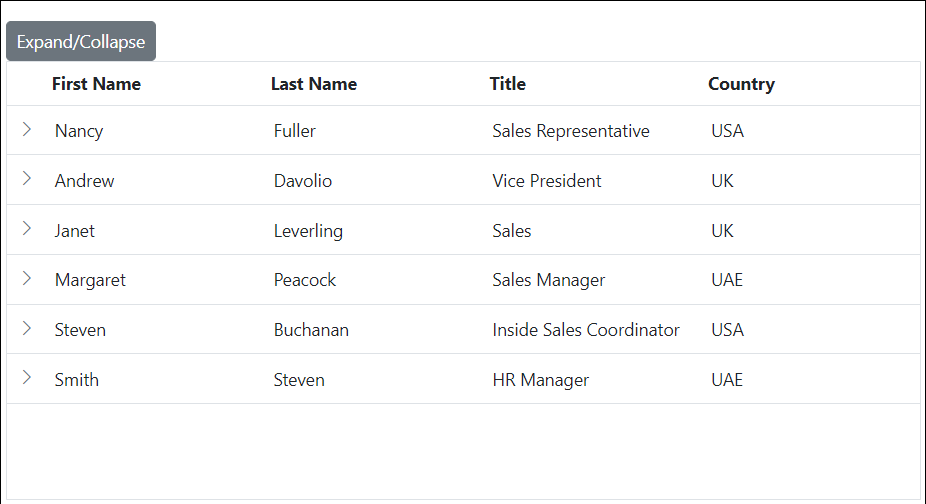 Expand/Collapse
First Name Last Name Title Country
Nancy Fuller Sales Representative USA
Andrew Davolio Vice President UK
Janet Leverling Sales UK
Margaret Peacock Sales Manager UAE
Steven Buchanan Inside Sales Coordinator USA
Smith Steven HR Manager UAE